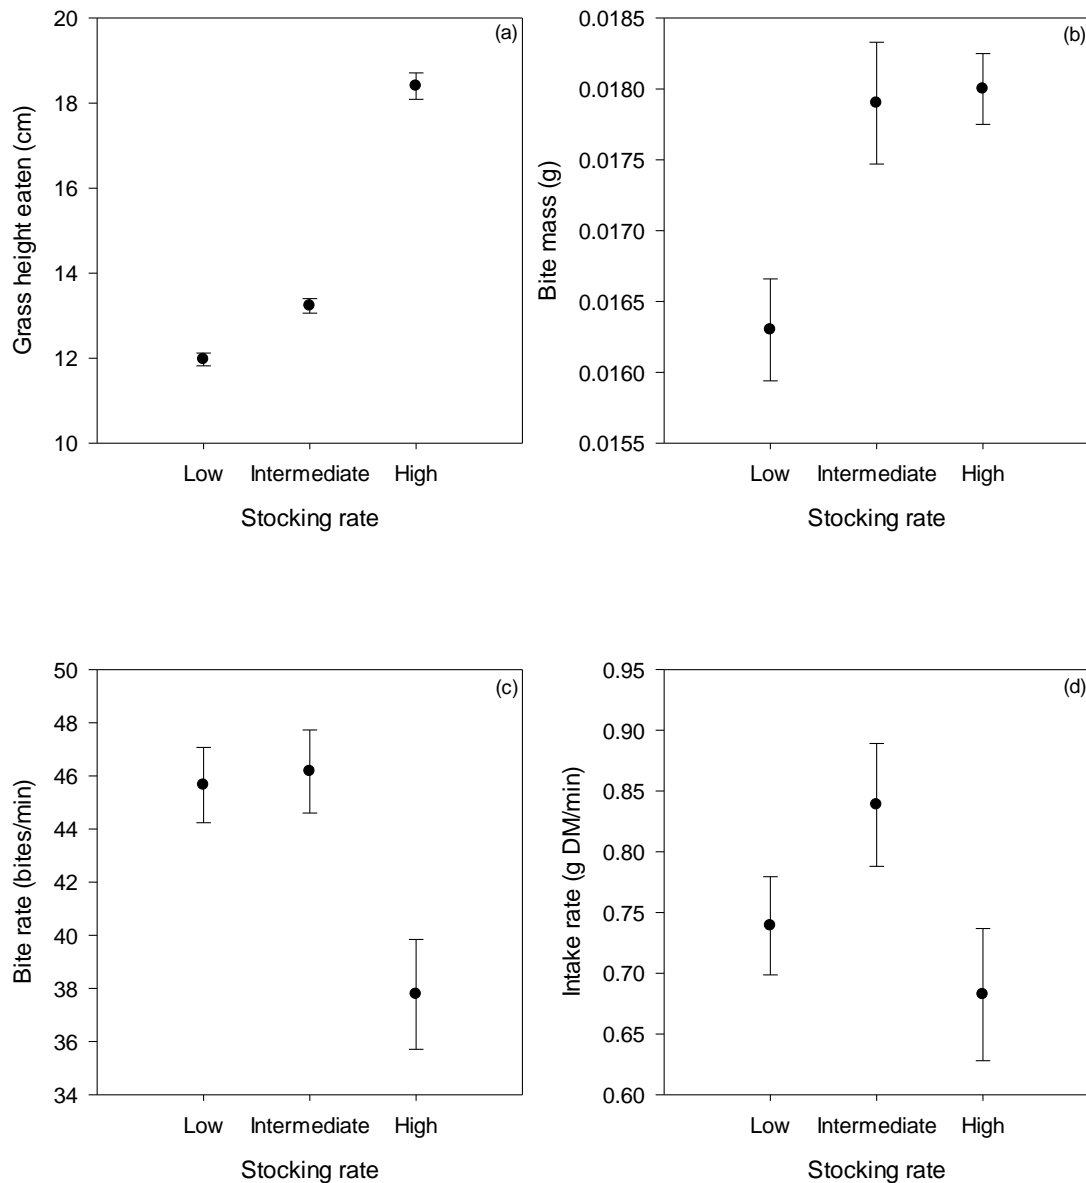 (a)
Grass height eaten (cm)
20
18
16
14
12
10
Low Intermediate High
Stocking rate
(b)
Bite mass (g)
0.0185
0.0180
0.0175
0.0170
0.0165
0.0160
0.0155
Low Intermediate High
Stocking rate
(c)
Bite rate (bites/min)
50
48
46
44
42
40
38
36
34
Low Intermediate High
Stocking rate
(d)
Intake rate (g DM/min)
0.95
0.90
0.85
0.80
0.75
0.70
0.65
0.60
Low Intermediate High
Stocking rate